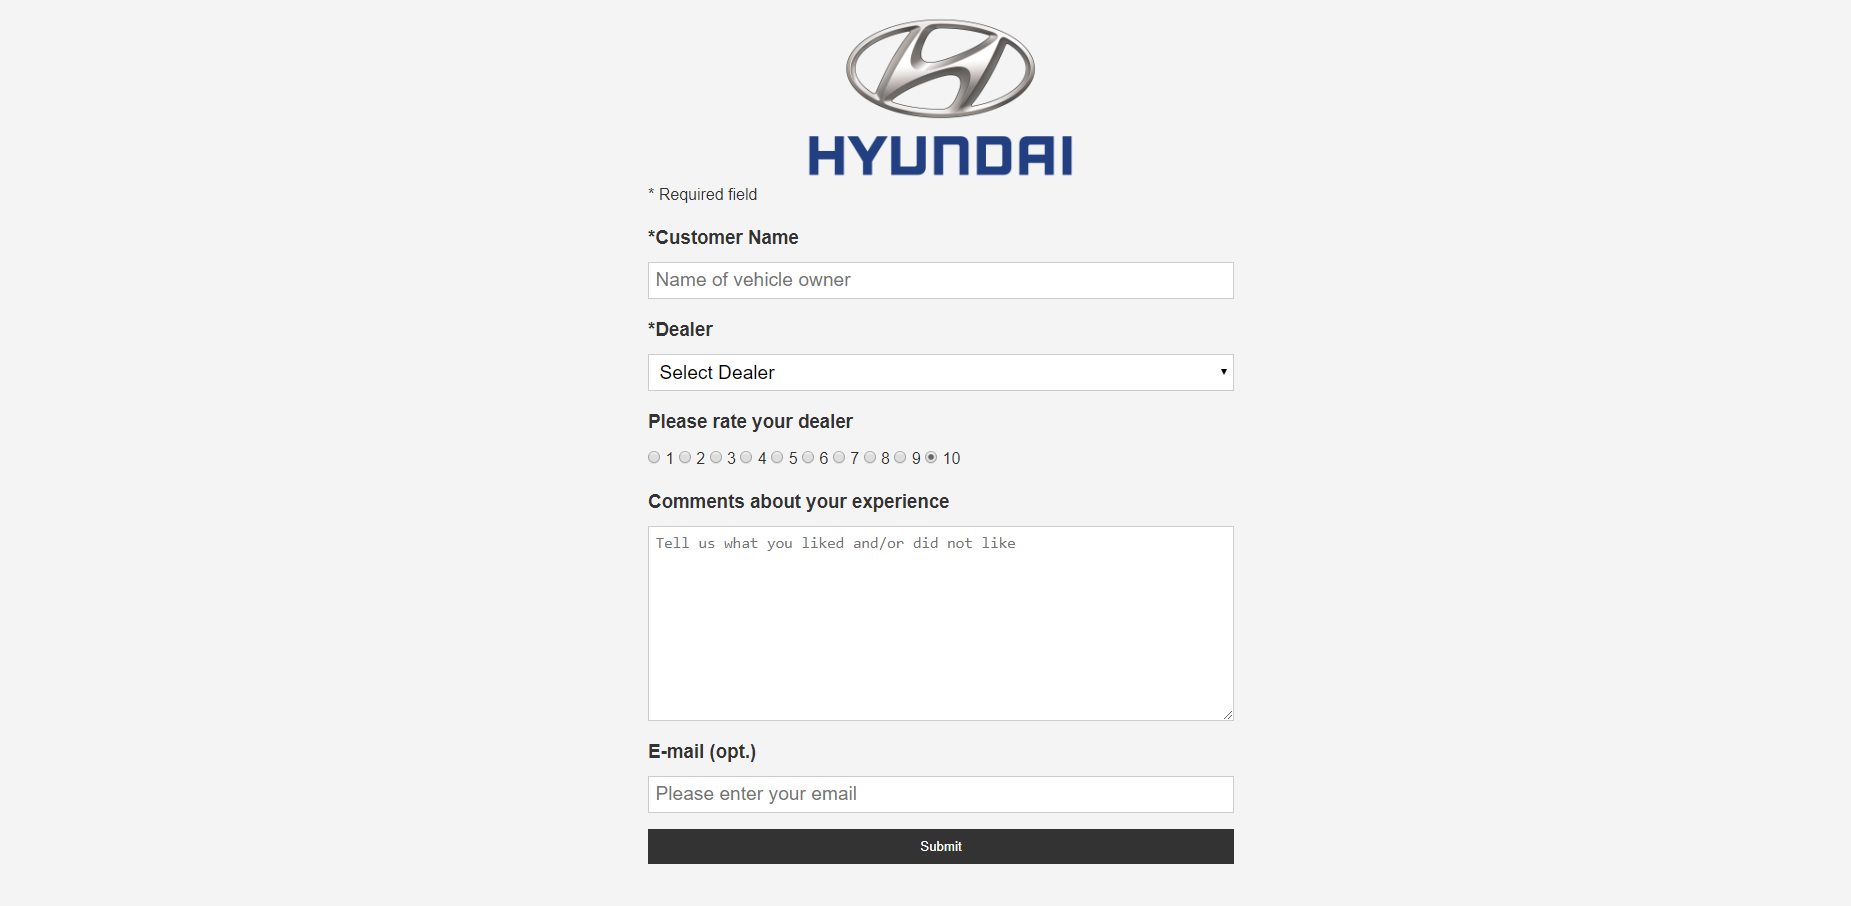 HYUNDAI
* Required field
*Customer Name
Name of vehicle owner
*Dealer
Select Dealer
Please rate your dealer
1 2 3 4 5 6 7 8 9 10
Comments about your experience
Tell us what you liked and/or did not like
E-mail (opt.)
Please enter your email
Submit